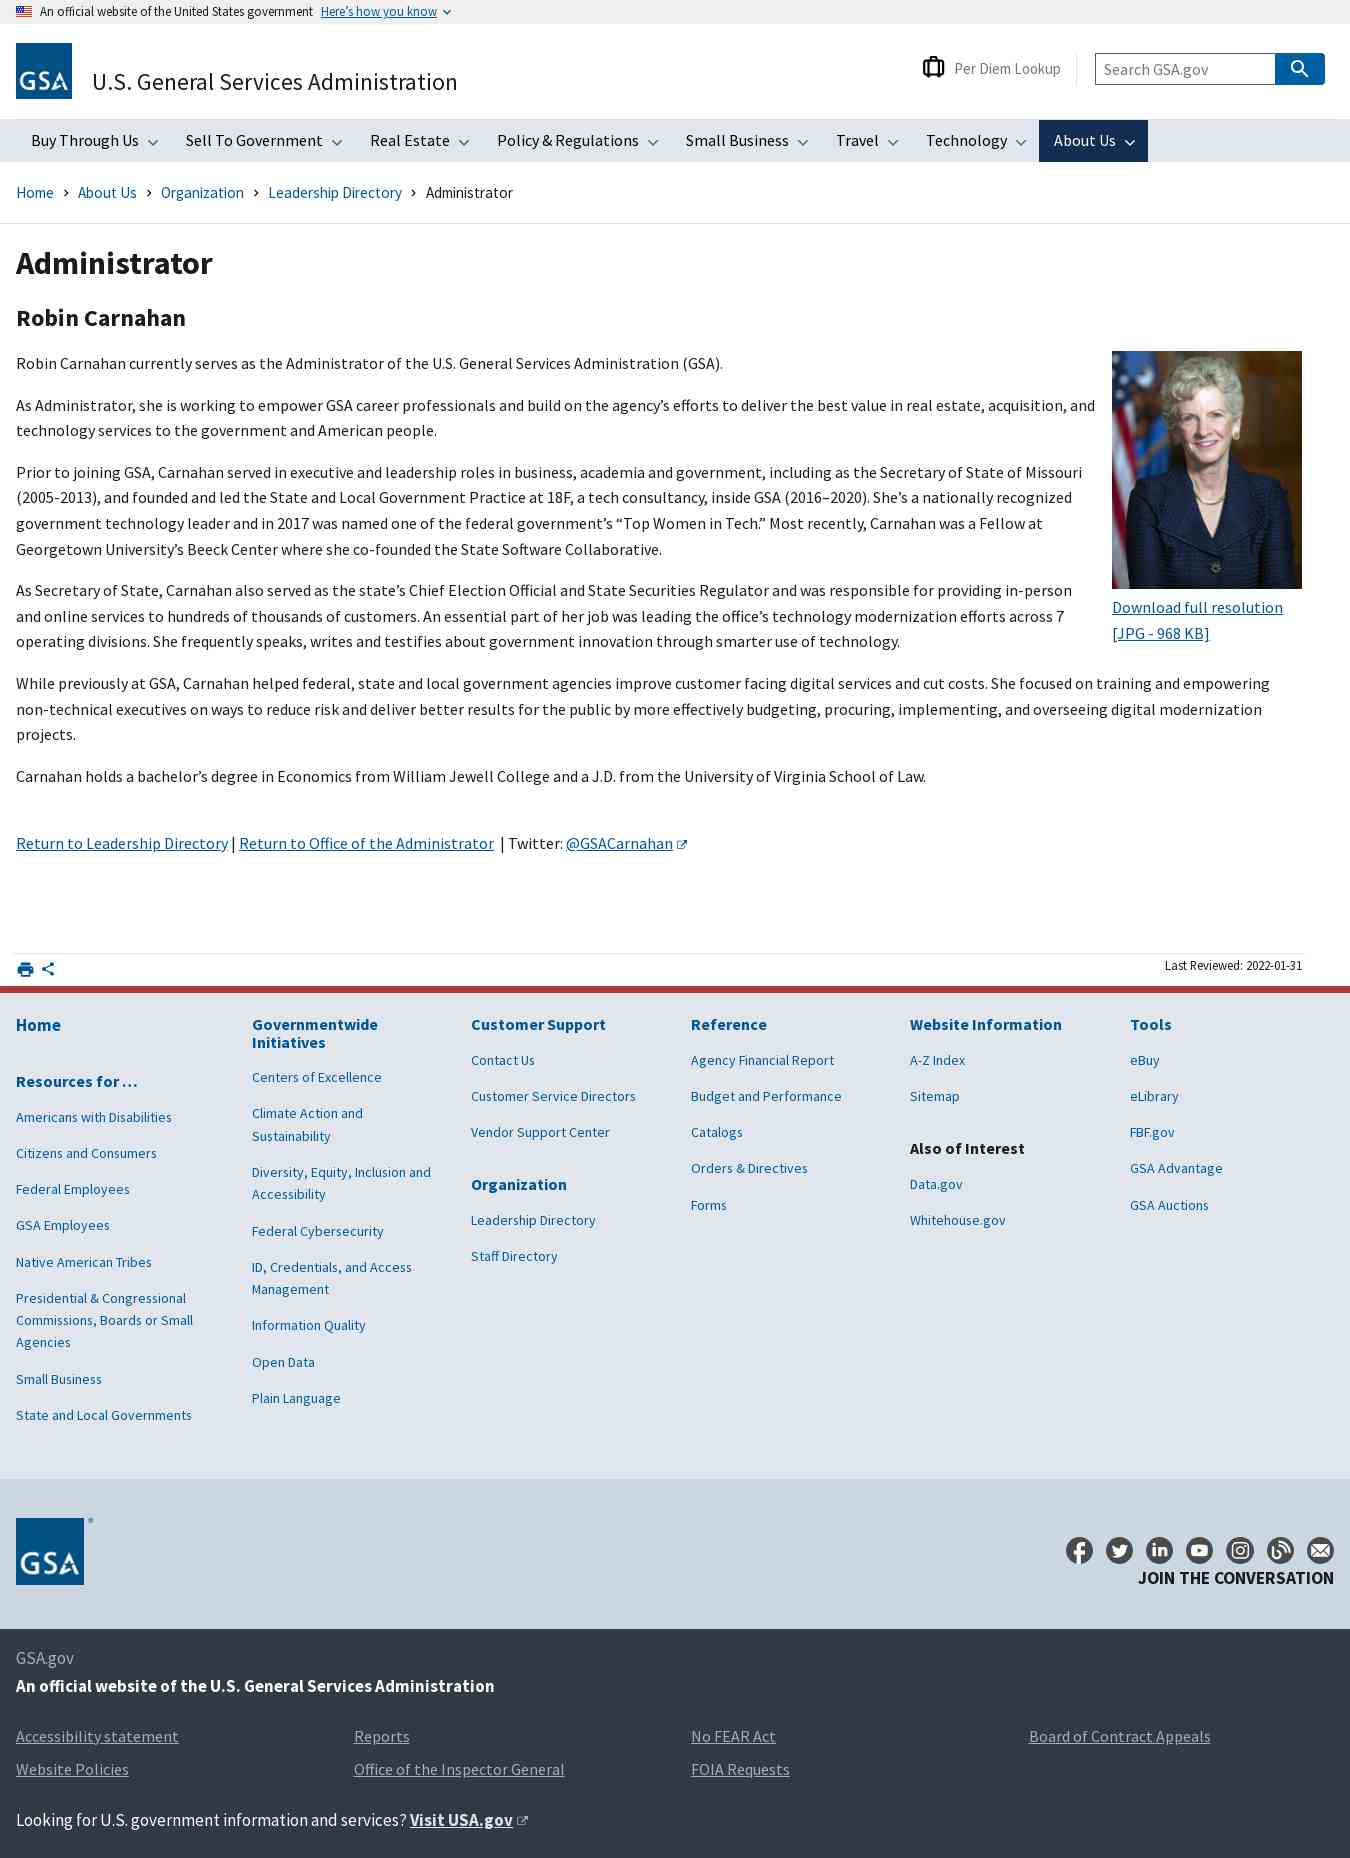 An official website of the United States government Here’s how you know
GSA
U.S. General Services Administration
Per Diem Lookup
Search GSA.gov
Buy Through Us Sell To Government Real Estate Policy & Regulations Small Business Travel Technology About Us
Home About Us Organization Leadership Directory Administrator
Administrator
Robin Carnahan
Robin Carnahan currently serves as the Administrator of the U.S. General Services Administration (GSA).
As Administrator, she is working to empower GSA career professionals and build on the agency’s efforts to deliver the best value in real estate, acquisition, and
technology services to the government and American people.
Prior to joining GSA, Carnahan served in executive and leadership roles in business, academia and government, including as the Secretary of State of Missouri
(2005-2013), and founded and led the State and Local Government Practice at 18F, a tech consultancy, inside GSA (2016–2020). She’s a nationally recognized
government technology leader and in 2017 was named one of the federal government’s “Top Women in Tech.” Most recently, Carnahan was a Fellow at
Georgetown University’s Beeck Center where she co-founded the State Software Collaborative.
As Secretary of State, Carnahan also served as the state’s Chief Election Official and State Securities Regulator and was responsible for providing in-person
and online services to hundreds of thousands of customers. An essential part of her job was leading the office’s technology modernization efforts across 7
operating divisions. She frequently speaks, writes and testifies about government innovation through smarter use of technology.
Download full resolution
[JPG - 968 KB]
While previously at GSA, Carnahan helped federal, state and local government agencies improve customer facing digital services and cut costs. She focused on training and empowering
non-technical executives on ways to reduce risk and deliver better results for the public by more effectively budgeting, procuring, implementing, and overseeing digital modernization
projects.
Carnahan holds a bachelor’s degree in Economics from William Jewell College and a J.D. from the University of Virginia School of Law.
Return to Leadership Directory | Return to Office of the Administrator | Twitter: @GSACarnahan
Last Reviewed: 2022-01-31
Home
Resources for …
Americans with Disabilities
Citizens and Consumers
Federal Employees
GSA Employees
Native American Tribes
Presidential & Congressional
Commissions, Boards or Small
Agencies
Small Business
State and Local Governments
Governmentwide
Initiatives
Centers of Excellence
Climate Action and
Sustainability
Diversity, Equity, Inclusion and
Accessibility
Federal Cybersecurity
ID, Credentials, and Access
Management
Information Quality
Open Data
Plain Language
Customer Support
Contact Us
Customer Service Directors
Vendor Support Center
Organization
Leadership Directory
Staff Directory
Reference
Agency Financial Report
Budget and Performance
Catalogs
Orders & Directives
Forms
Website Information
A-Z Index
Sitemap
Also of Interest
Data.gov
Whitehouse.gov
Tools
eBuy
eLibrary
FBF.gov
GSA Advantage
GSA Auctions
GSA
JOIN THE CONVERSATION
GSA.gov
An official website of the U.S. General Services Administration
Accessibility statement Reports No FEAR Act Board of Contract Appeals
Website Policies Office of the Inspector General FOIA Requests
Looking for U.S. government information and services? Visit USA.gov